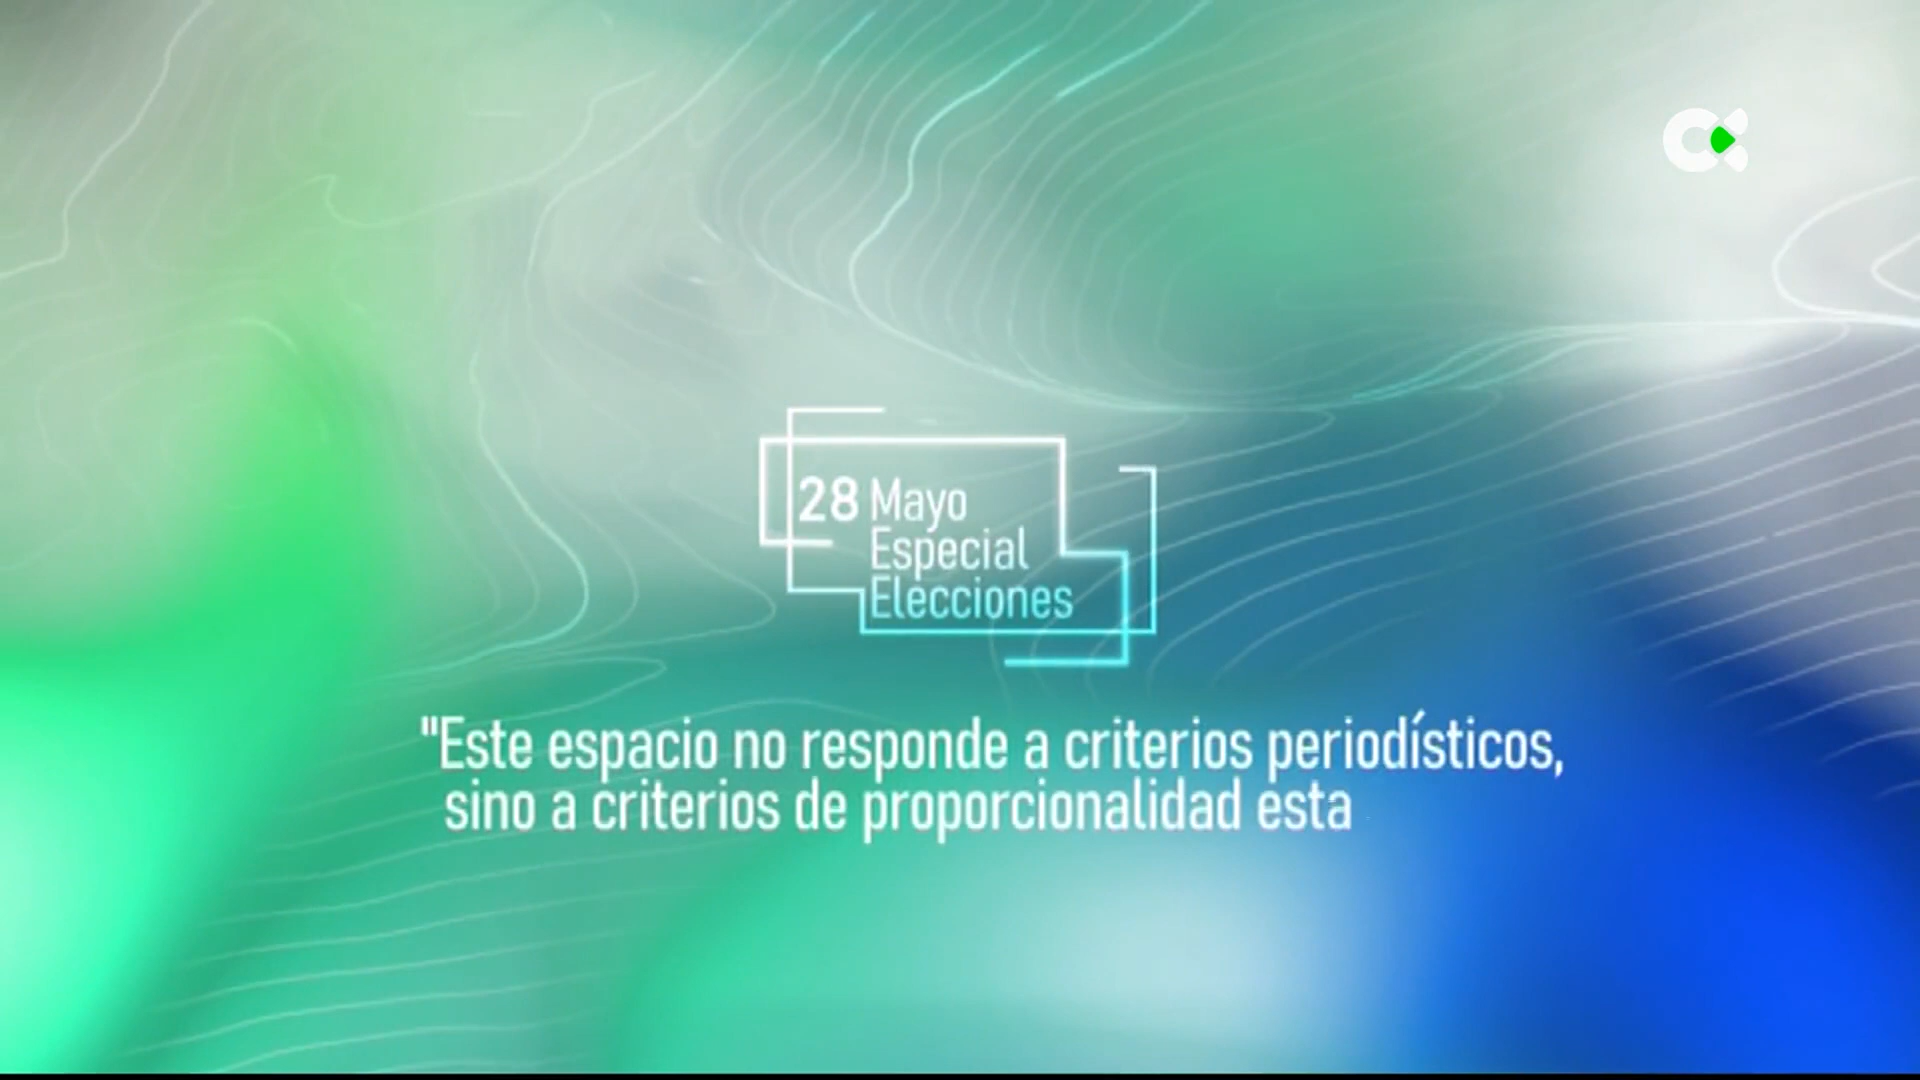 28 Mayo
Especial
Elecciones
"Este espacio no responde a criterios periodísticos,
sino a criterios de proporcionalidad esta